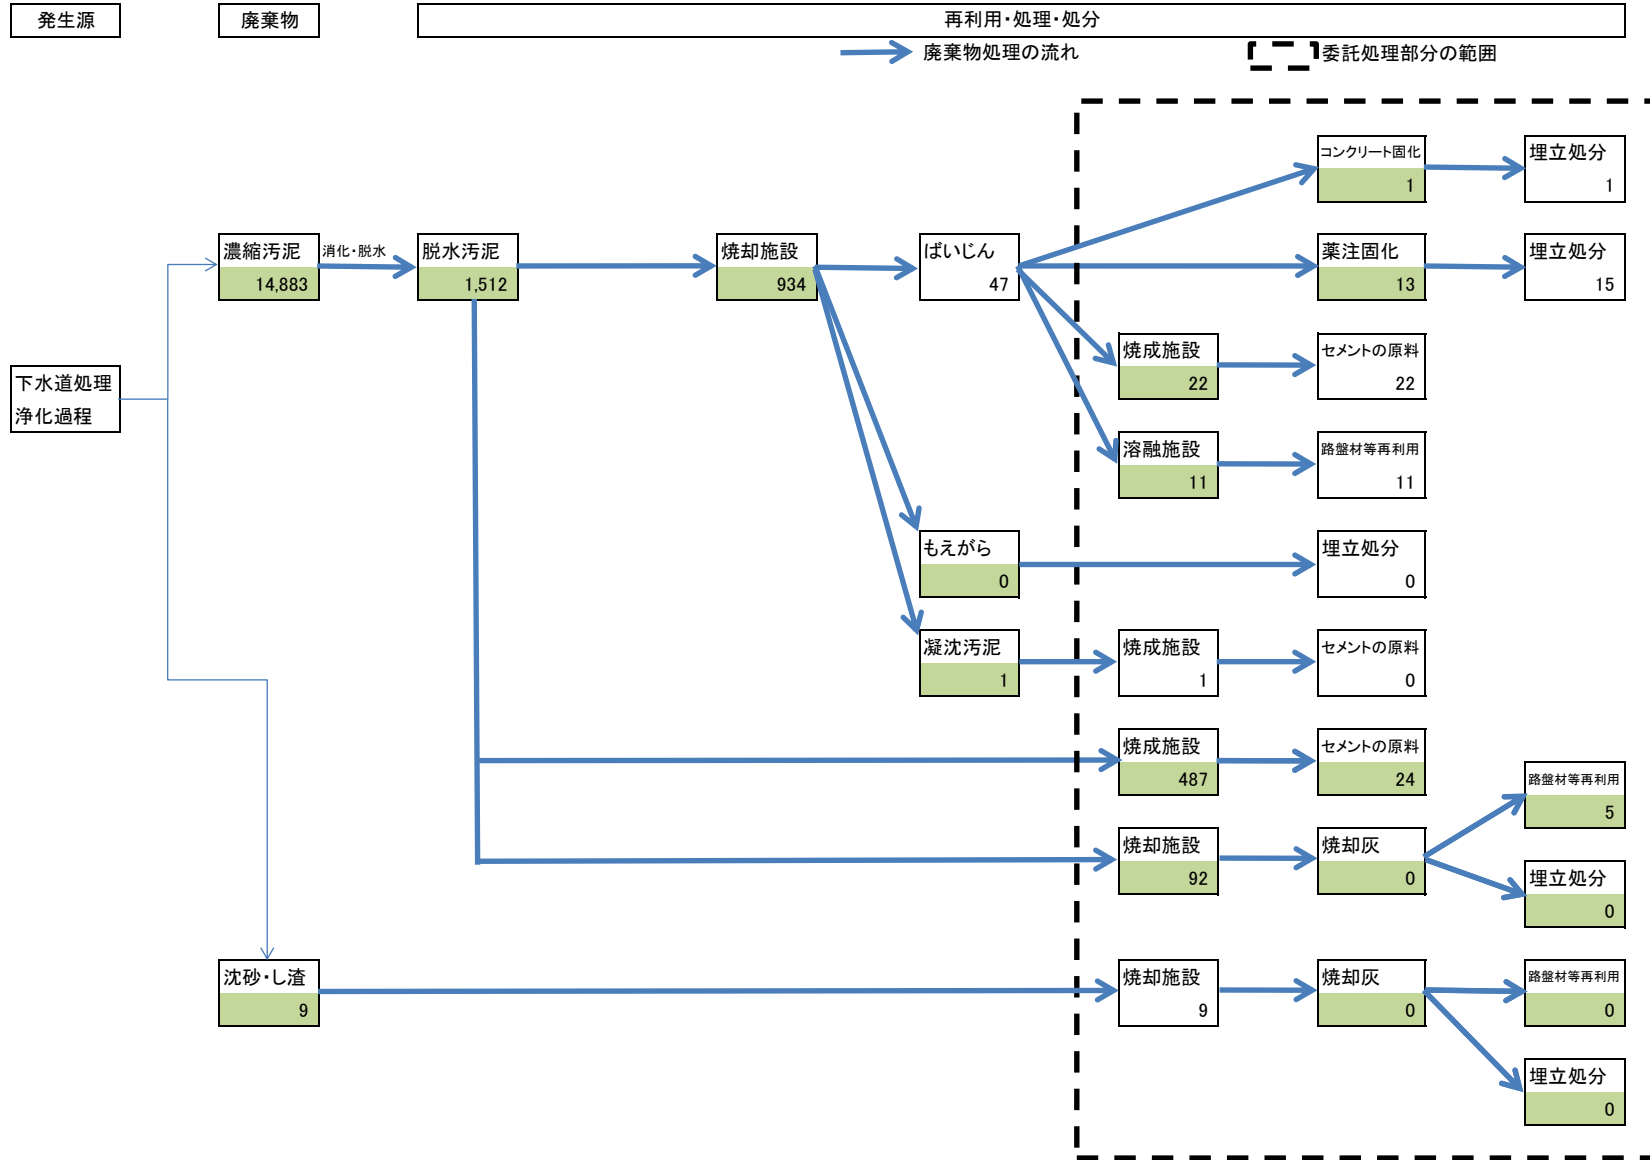 発生源
廃棄物
再利用・処理・処分
廃棄物処理の流れ
委託処理部分の範囲
コンクリート固化
1
埋立処分
1
濃縮汚泥
14,883
消化・脱水
脱水汚泥
1,512
焼却施設
934
ばいじん
47
薬注固化
13
埋立処分
15
焼成施設
22
セメントの原料
22
下水道処理
浄化過程
溶融施設
11
路盤材等再利用
11
もえがら
0
埋立処分
0
凝沈汚泥
1
焼成施設
1
セメントの原料
0
焼成施設
487
セメントの原料
24
路盤材等再利用
5
焼却施設
92
焼却灰
0
埋立処分
0
沈砂・し渣
9
焼却施設
9
焼却灰
0
路盤材等再利用
0
埋立処分
0